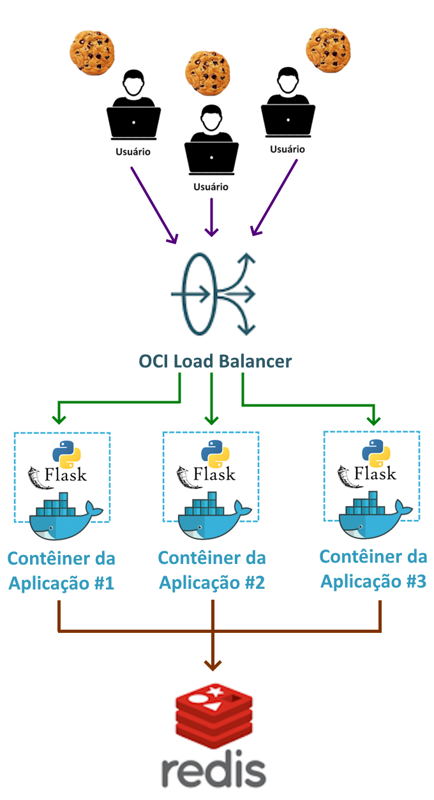 Usuário
Usuário
Usuário
OCI Load Balancer
Flask
Flask
Flask
Contêiner da
Aplicação #1
Contêiner da
Aplicação #2
Contêiner da
Aplicação #3
redis